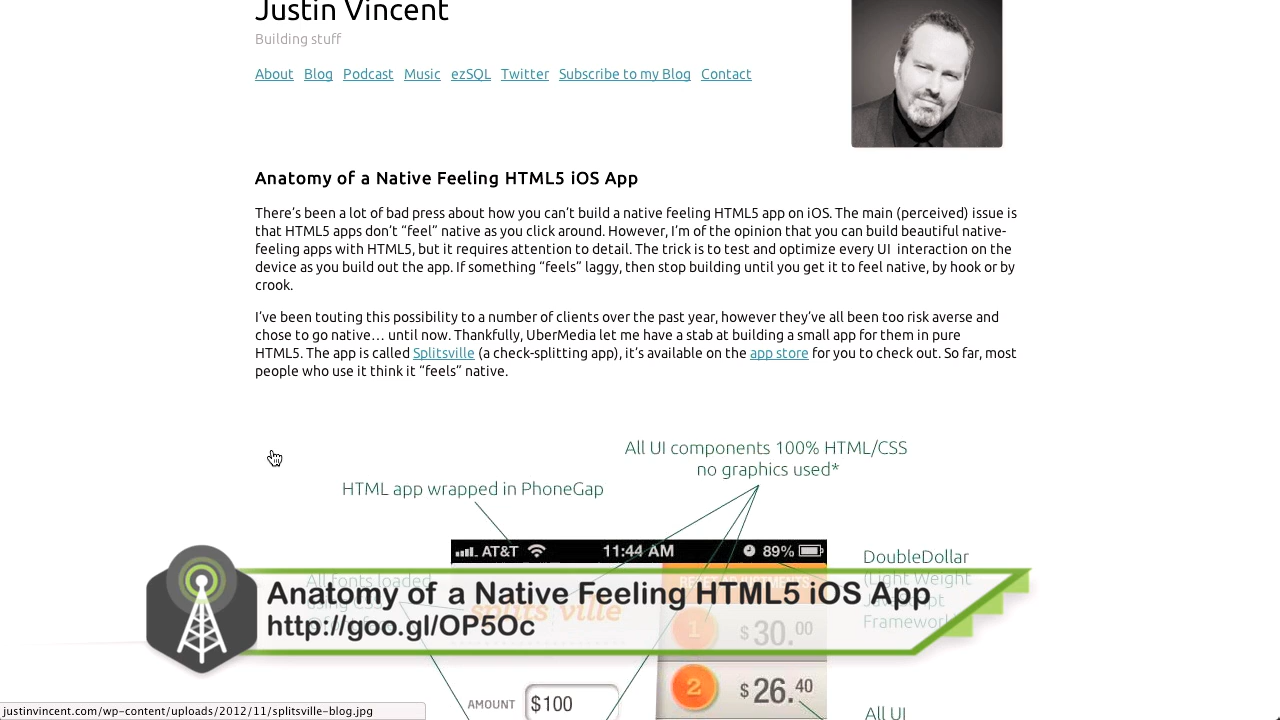 Justin Vincent
Building stuff
About Blog Podcast Music ezSQL Twitter Subscribe to my Blog Contact
Anatomy of a Native Feeling HTML5 iOS App
There's been a lot of bad press about how you can't build a native feeling HTML5 app on iOS. The main (perceived) issue is
that HTML5 apps don't “feel” native as you click around. However, I'm of the opinion that you can build beautiful native-
feeling apps with HTML5, but it requires attention to detail. The trick is to test and optimize every UI interaction on the
device as you build out the app. If something “feels” laggy, then stop building until you get it to feel native, by hook or by
crook.
I've been touting this possibility to a number of clients over the past year, however they've all been too risk averse and
chose to go native… until now. Thankfully, UberMedia let me have a stab at building a small app for them in pure
HTML5. The app is called Splitsville (a check-splitting app), it's available on the app store for you to check out. So far, most
people who use it think it “feels” native.
All UI components 100% HTML/CSS
no graphics used*
HTML app wrapped in PhoneGap
AT&T 11:44 AM 89%
DoubleDollar
(Light Weight
Framework
All fonts loaded
Anatomy of a Native Feeling HTML5 iOS App
http://goo.gl/OP5Oc
splits ville
1 $30.00
2 $26.40
AMOUNT $100
All UI
justinvincent.com/wp-content/uploads/2012/11/splitsville-blog.jpg